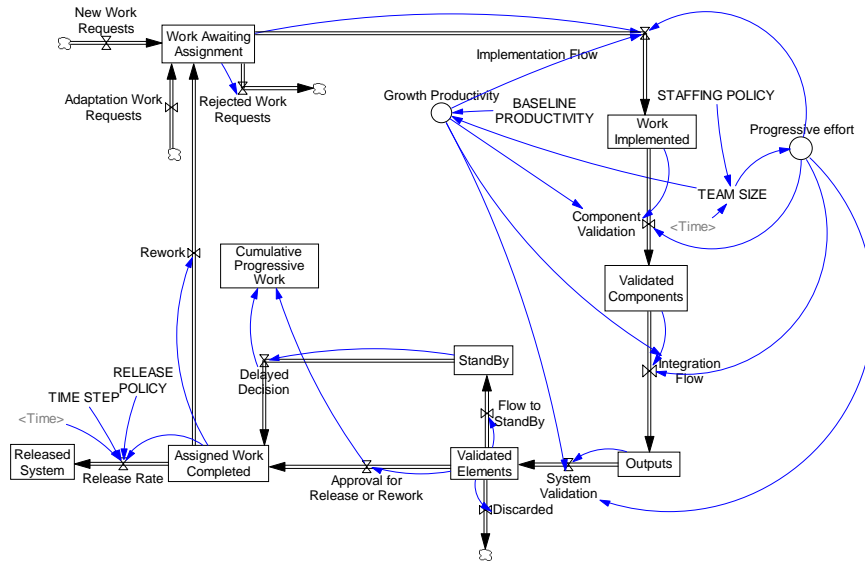 New Work
Requests
Work Awaiting
Assignment
Implementation Flow
Adaptation Work
Requests
Rejected Work
Requests
Growth Productivity
BASELINE
PRODUCTIVITY
STAFFING POLICY
Work
Implemented
Progressive effort
TEAM SIZE
<Time>
Component
Validation
Rework
Cumulative
Progressive
Work
Validated
Components
StandBy
Delayed
Decision
Integration
Flow
RELEASE
POLICY
TIME STEP
<Time>
Flow to
StandBy
Released
System
Release Rate
Assigned Work
Completed
Approval for
Release or Rework
Validated
Elements
System
Validation
Outputs
Discarded